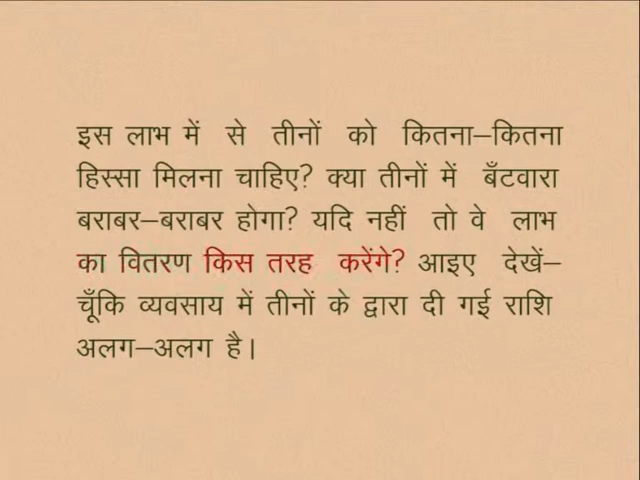 इस लाभ में से तीनों को कितना–कितना
हिस्सा मिलना चाहिए? क्या तीनों में बँटवारा
बराबर–बराबर होगा? यदि नहीं तो वे लाभ
का वितरण किस तरह करेंगे? आइए देखें–
चूँकि व्यवसाय में तीनों के द्वारा दी गई राशि
अलग–अलग है।